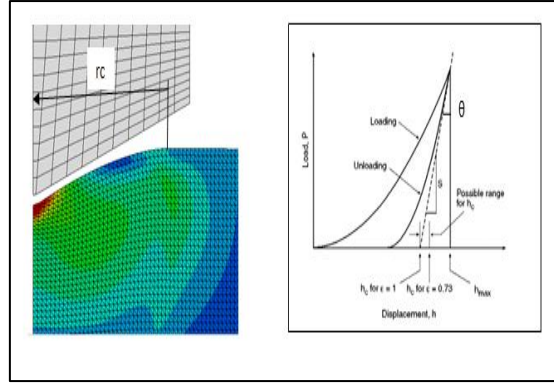 rc
Load, P
Loading
Unloading
θ
S
Possible range
for hc
hc for ε = 1
hc for ε = 0.73
hmax
Displacement, h